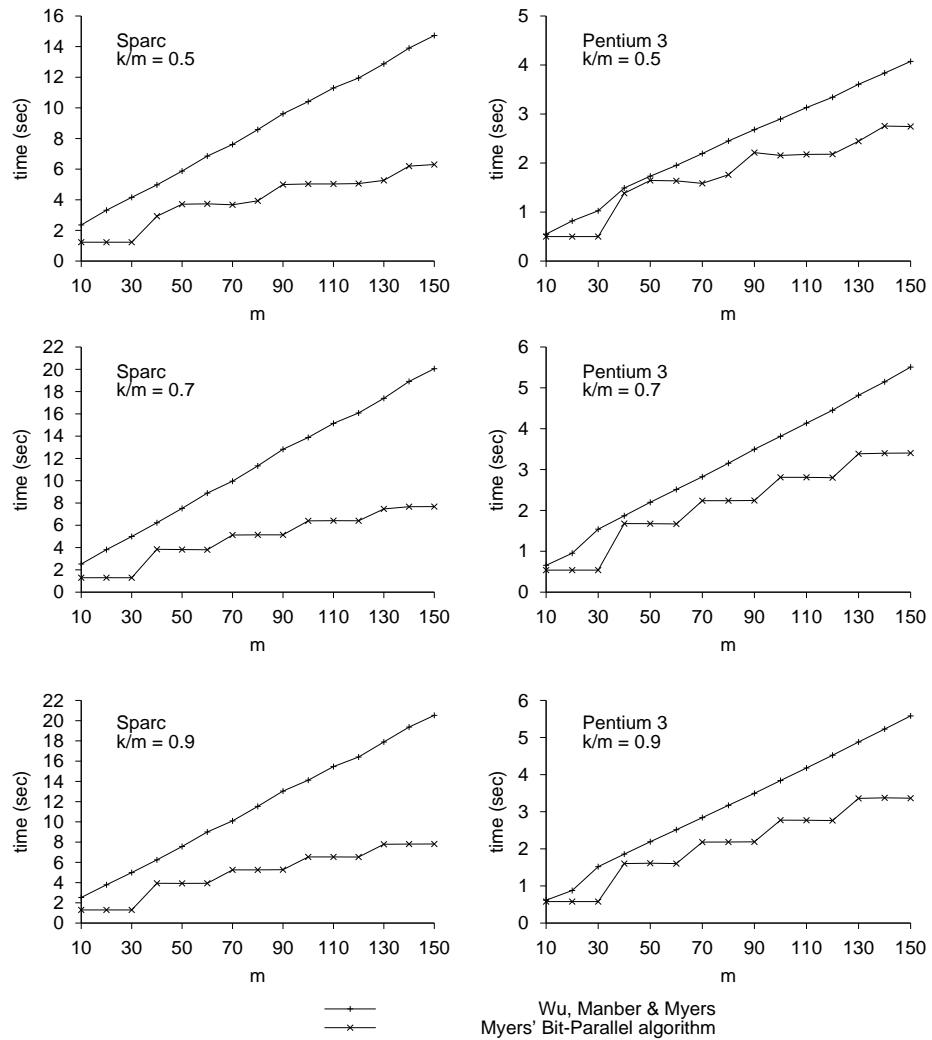 Sparc
k/m = 0.5
time (sec)
16
14
12
10
8
6
4
2
0
10 30 50 70 90 110 130 150
m
Pentium 3
k/m = 0.5
time (sec)
5
4
3
2
1
0
10 30 50 70 90 110 130 150
m
Sparc
k/m = 0.7
time (sec)
22
20
18
16
14
12
10
8
6
4
2
0
10 30 50 70 90 110 130 150
m
Pentium 3
k/m = 0.7
time (sec)
6
5
4
3
2
1
0
10 30 50 70 90 110 130 150
m
Sparc
k/m = 0.9
time (sec)
22
20
18
16
14
12
10
8
6
4
2
0
10 30 50 70 90 110 130 150
m
Pentium 3
k/m = 0.9
time (sec)
6
5
4
3
2
1
0
10 30 50 70 90 110 130 150
m
Wu, Manber & Myers
Myers' Bit-Parallel algorithm